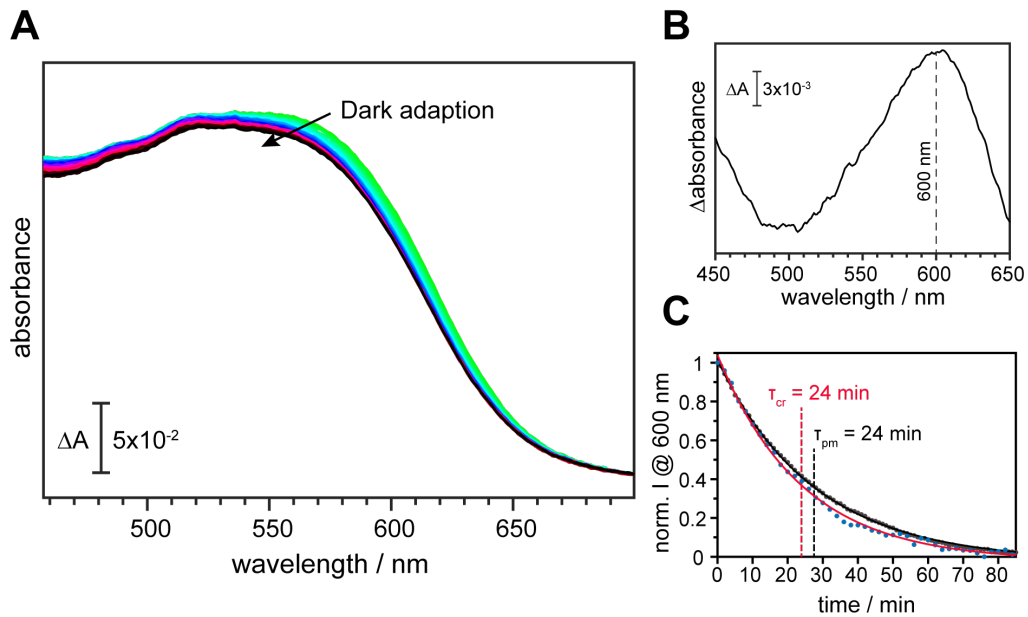 A
Dark adaption
absorbance
ΔA
5x10-2
500
550
600
650
wavelength / nm
B
ΔA
3x10-3
600 nm
Δabsorbance
450
500
550
600
650
wavelength / nm
C
τcr = 24 min
τpm = 24 min
norm. I @ 600 nm
1
0.8
0.6
0.4
0.2
0
0
10
20
30
40
50
60
70
80
time / min